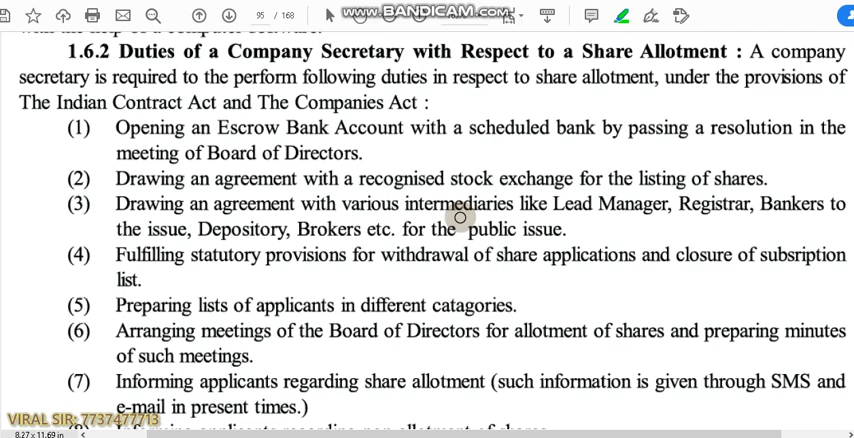 95 / 168
WWW.BANDICAM.COM
1.6.2 Duties of a Company Secretary with Respect to a Share Allotment : A company
secretary is required to the perform following duties in respect to share allotment, under the provisions of
The Indian Contract Act and The Companies Act :
(1) Opening an Escrow Bank Account with a scheduled bank by passing a resolution in the
meeting of Board of Directors.
(2) Drawing an agreement with a recognised stock exchange for the listing of shares.
(3) Drawing an agreement with various intermediaries like Lead Manager, Registrar, Bankers to
the issue, Depository, Brokers etc. for the public issue.
(4) Fulfilling statutory provisions for withdrawal of share applications and closure of subsription
list.
(5) Preparing lists of applicants in different catagories.
(6) Arranging meetings of the Board of Directors for allotment of shares and preparing minutes
of such meetings.
(7) Informing applicants regarding share allotment (such information is given through SMS and
e-mail in present times.)
VIRAL SIR: 7737477713
8.27 x 11.69 in